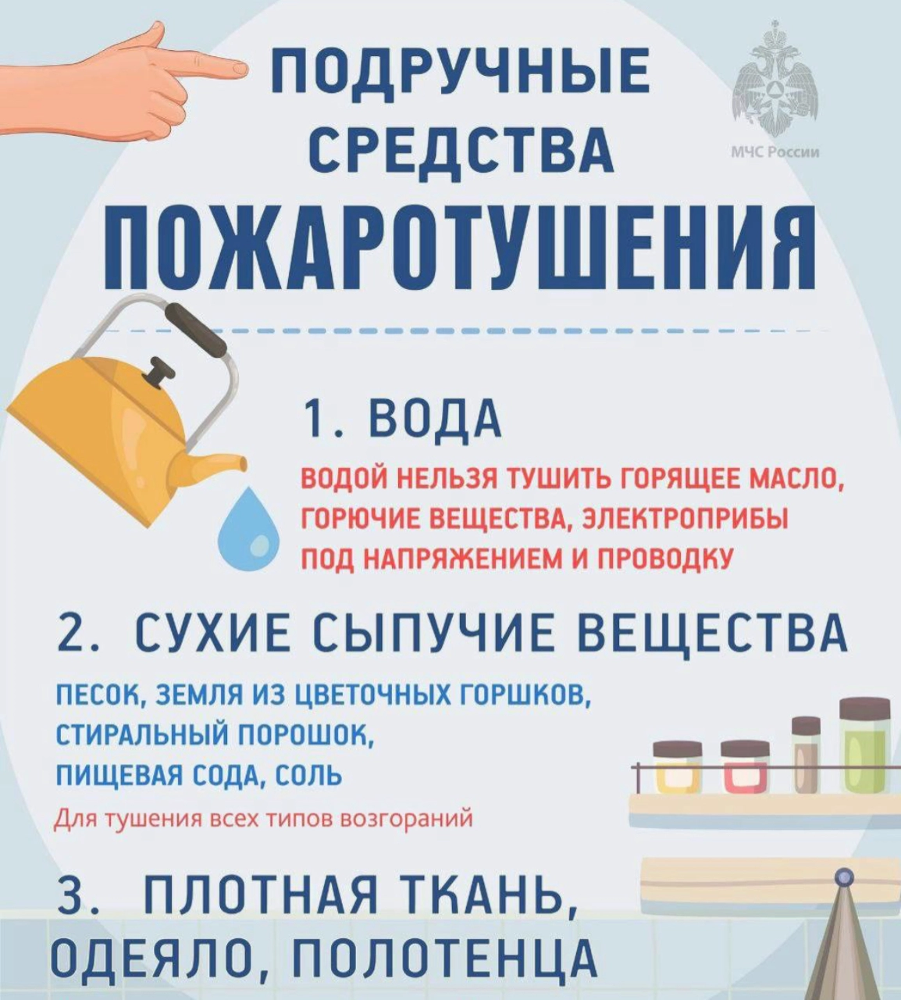 ПОДРУЧНЫЕ
СРЕДСТВА
МЧС России
ПОЖАРОТУШЕНИЯ
1. ВОДА
ВОДОЙ НЕЛЬЗЯ ТУШИТЬ ГОРЯЩЕЕ МАСЛО,
ГОРЮЧИЕ ВЕЩЕСТВА, ЭЛЕКТРОПРИБЫ
ПОД НАПРЯЖЕНИЕМ И ПРОВОДКУ
2. СУХИЕ СЫПУЧИЕ ВЕЩЕСТВА
ПЕСОК, ЗЕМЛЯ ИЗ ЦВЕТОЧНЫХ ГОРШКОВ,
СТИРАЛЬНЫЙ ПОРОШОК,
ПИЩЕВАЯ СОДА, СОЛЬ
Для тушения всех типов возгораний
3. ПЛОТНАЯ ТКАНЬ,
ОДЕЯЛО, ПОЛОТЕНЦА